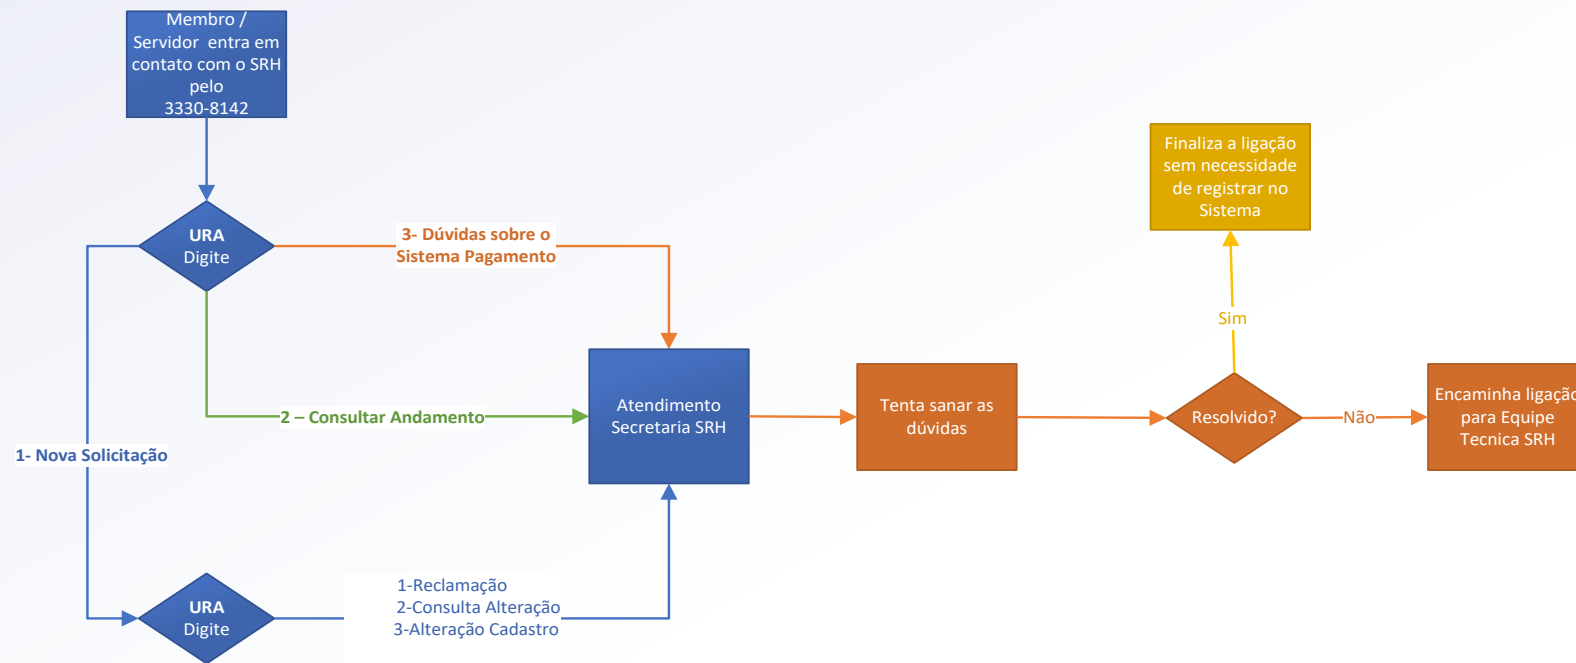 Membro /
Servidor entra em
contato com o SRH
pelo
3330-8142
URA
Digite
3- Dúvidas sobre o
Sistema Pagamento
Finaliza a ligação
sem necessidade
de registrar no
Sistema
Sim
2 – Consultar Andamento
Atendimento
Secretaria SRH
Tenta sanar as
dúvidas
Resolvido?
Não
Encaminha ligação
para Equipe
Tecnica SRH
1- Nova Solicitação
URA
Digite
1-Reclamação
2-Consulta Alteração
3-Alteração Cadastro